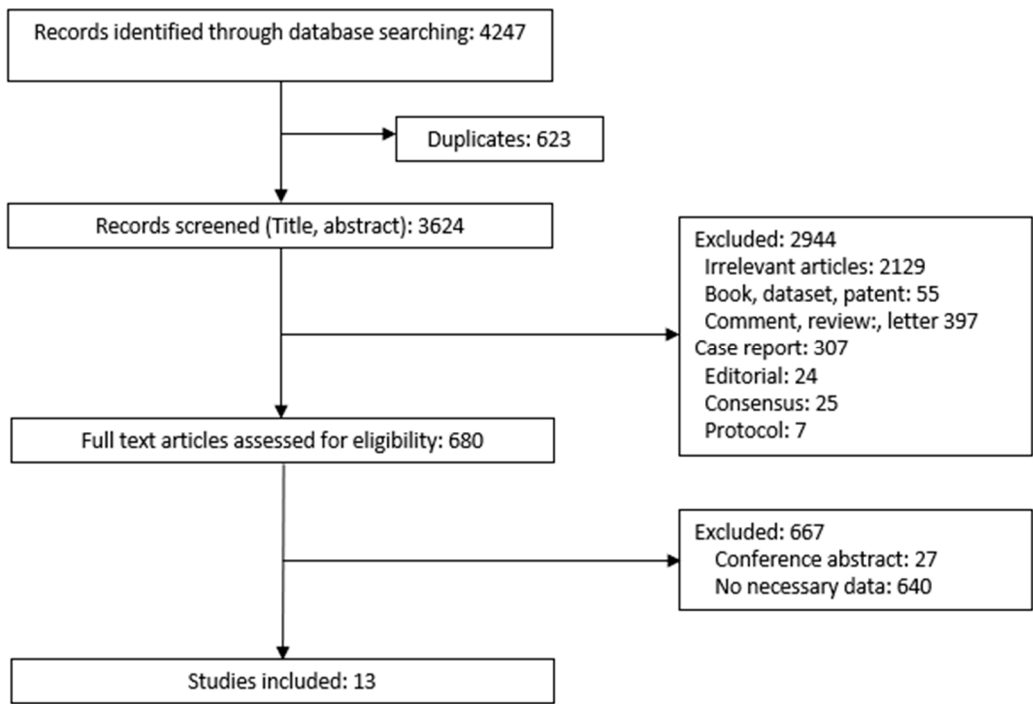 Records identified through database searching: 4247
Duplicates: 623
Records screened (Title, abstract): 3624
Excluded: 2944
Irrelevant articles: 2129
Book, dataset, patent: 55
Comment, review:, letter 397
Case report: 307
Editorial: 24
Consensus: 25
Protocol: 7
Full text articles assessed for eligibility: 680
Excluded: 667
Conference abstract: 27
No necessary data: 640
Studies included: 13